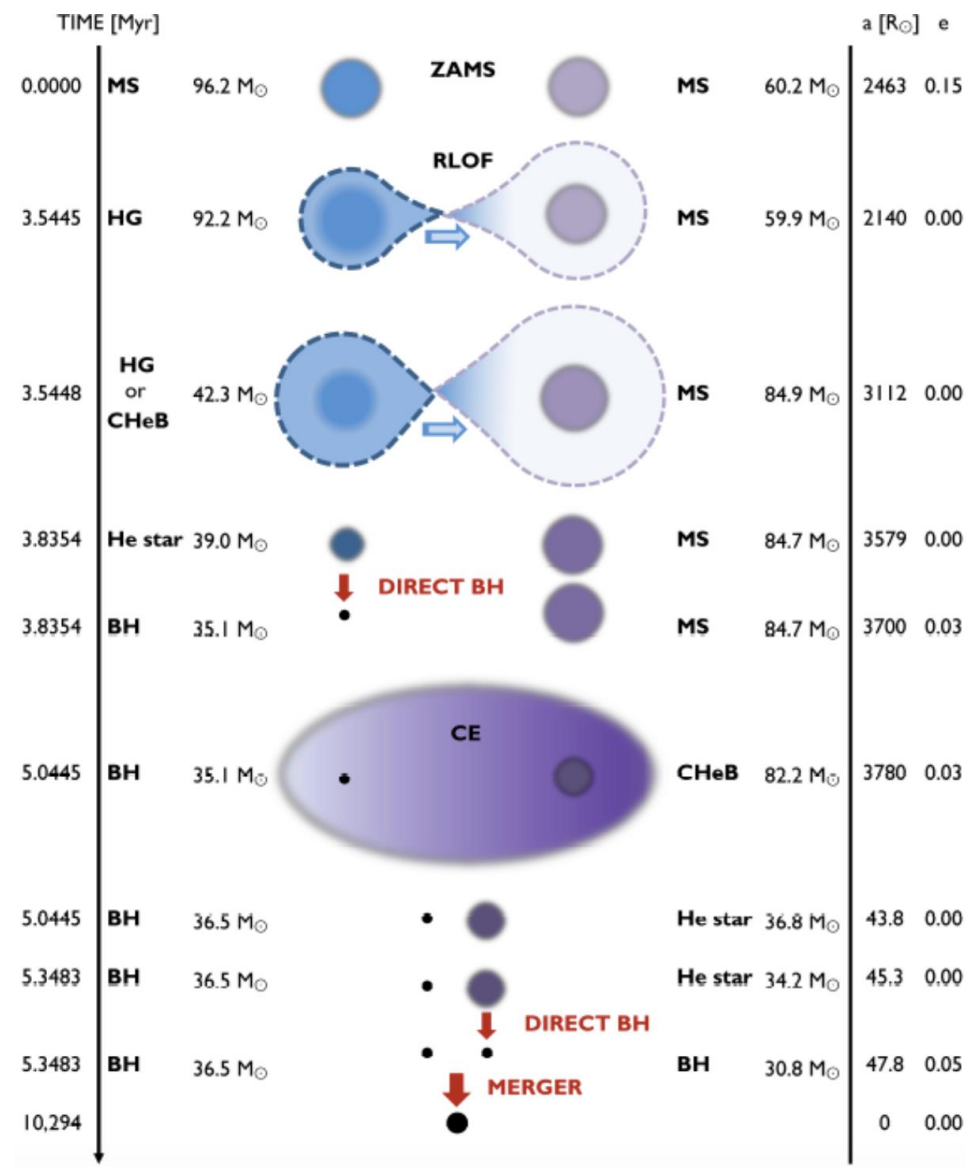 TIME [Myr] a [R☉] e
0.0000 MS 96.2 M☉ ZAMS MS 60.2 M☉ 2463 0.15
RLOF
3.5445 HG 92.2 M☉ MS 59.9 M☉ 2140 0.00
HG
or
3.5448 42.3 M☉ MS 84.9 M☉ 3112 0.00
CHeB
3.8354 He star 39.0 M☉ MS 84.7 M☉ 3579 0.00
DIRECT BH
3.8354 BH 35.1 M☉ MS 84.7 M☉ 3700 0.03
CE
5.0445 BH 35.1 M☉ CHeB 82.2 M☉ 3780 0.03
5.0445 BH 36.5 M☉ He star 36.8 M☉ 43.8 0.00
5.3483 BH 36.5 M☉ He star 34.2 M☉ 45.3 0.00
DIRECT BH
5.3483 BH 36.5 M☉ BH 30.8 M☉ 47.8 0.05
MERGER
10,294 0 0.00